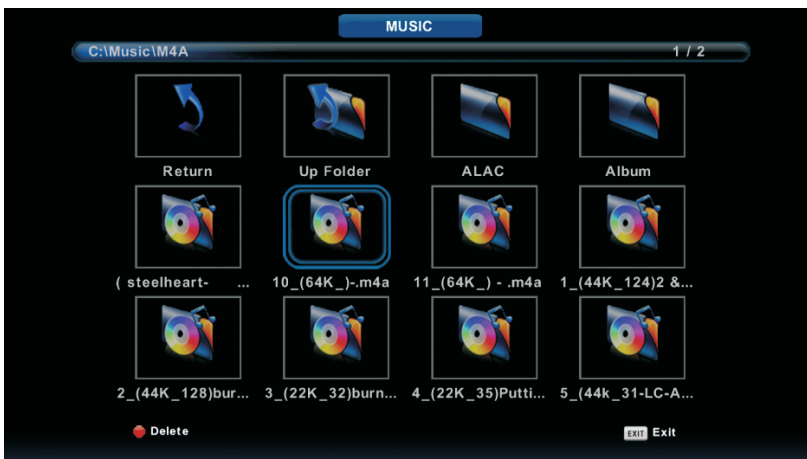 MUSIC
C:\Music\M4A 1 / 2
Return Up Folder ALAC Album
( steelheart- ... 10_(64K_)-.m4a 11_(64K_) - .m4a 1_(44K_124)2 &...
2_(44K_128)bur... 3_(22K_32)burn... 4_(22K_35)Putti... 5_(44k_31-LC-A...
Delete EXIT Exit